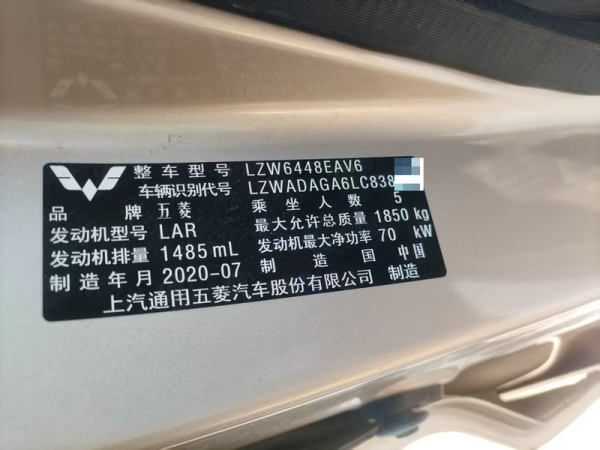 整车型号 LZW6448EAV6
车辆识别代号 LZWADAGA6LC838
品牌 五菱 乘坐人数 5
发动机型号 LAR 最大允许总质量 1850 kg
发动机排量 1485 mL 发动机最大净功率 70 kW
制造年月 2020-07 制造国 中国
上汽通用五菱汽车股份有限公司 制造